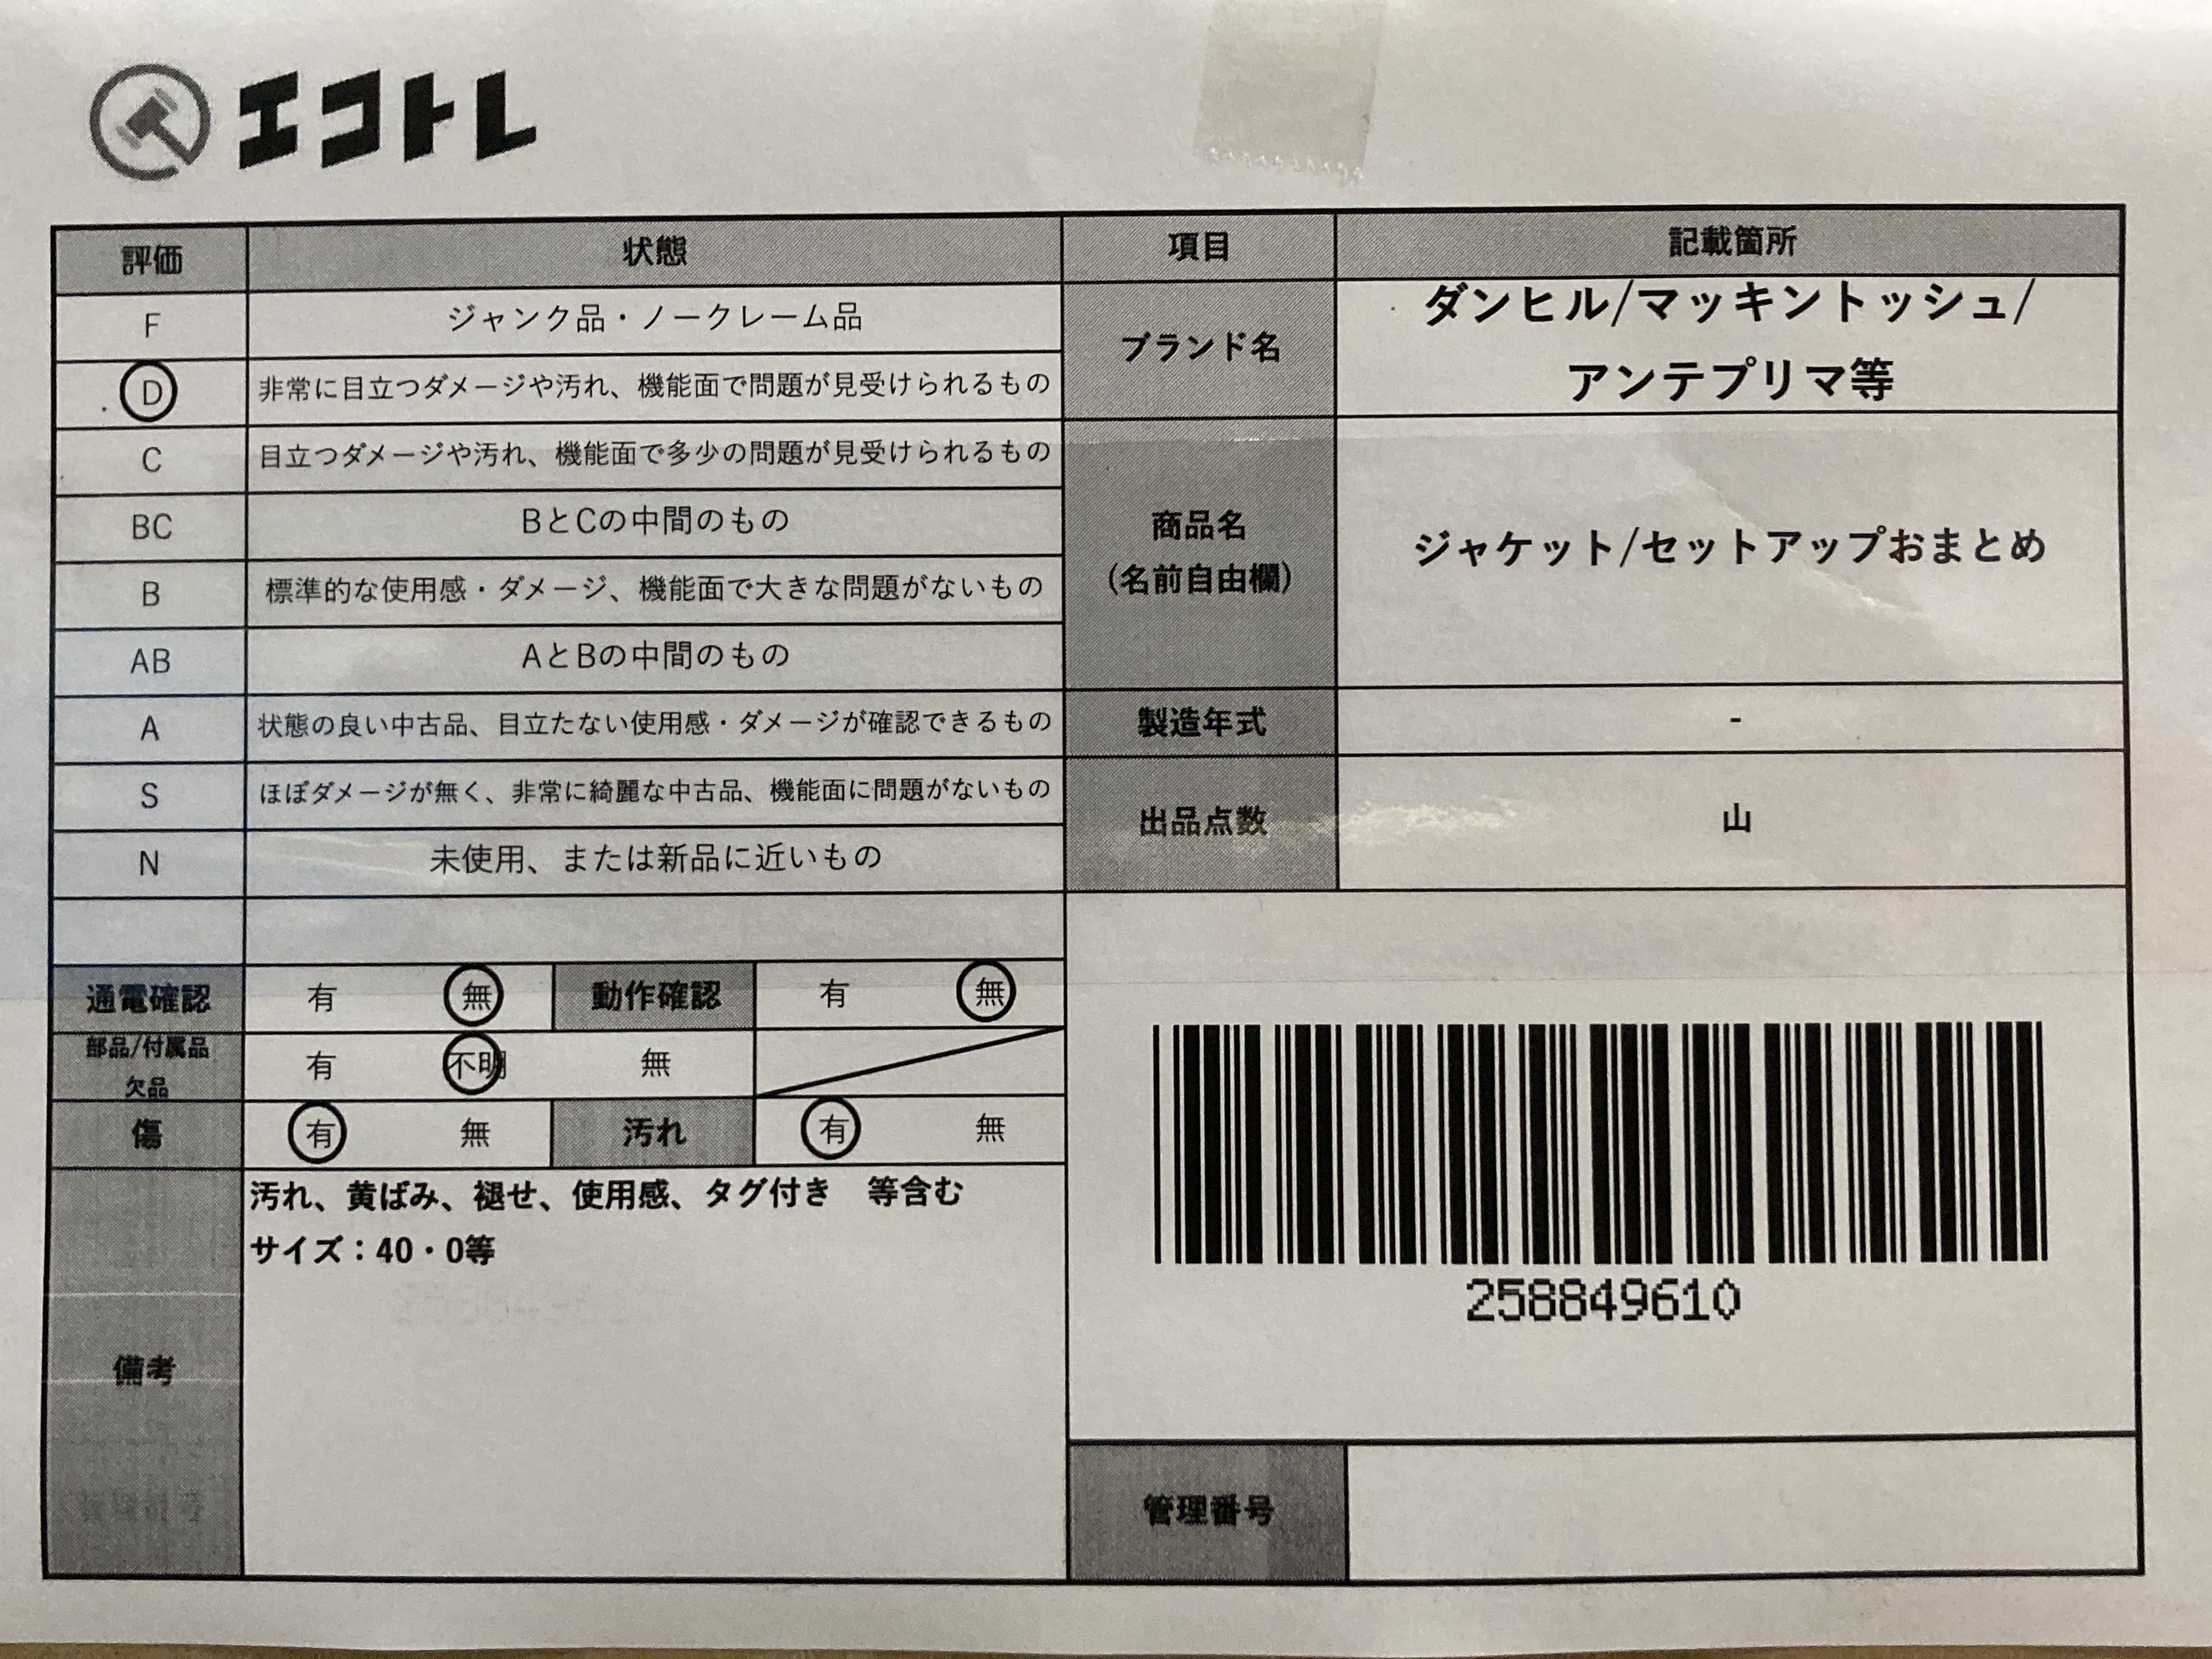 エコトレ
評価 状態 項目 記載箇所
F ジャンク品・ノークレーム品
D 非常に目立つダメージや汚れ、機能面で問題が見受けられるもの
C 目立つダメージや汚れ、機能面で多少の問題が見受けられるもの
BC BとCの中間のもの
B 標準的な使用感・ダメージ、機能面で大きな問題がないもの
AB AとBの中間のもの
A 状態の良い中古品、目立たない使用感・ダメージが確認できるもの
S ほぼダメージが無く、非常に綺麗な中古品、機能面に問題がないもの
N 未使用、または新品に近いもの
ブランド名
ダンヒル/マッキントッシュ/
アンテプリマ等
商品名
(名前自由欄)
ジャケット/セットアップおまとめ
製造年式 -
出品点数 山
通電確認 有 無 動作確認 有 無
部品/付属品
欠品
有 不明 無
傷 有 無 汚れ 有 無
備考
汚れ、黄ばみ、褪せ、使用感、タグ付き 等含む
サイズ：40・0等
258849610
管理番号